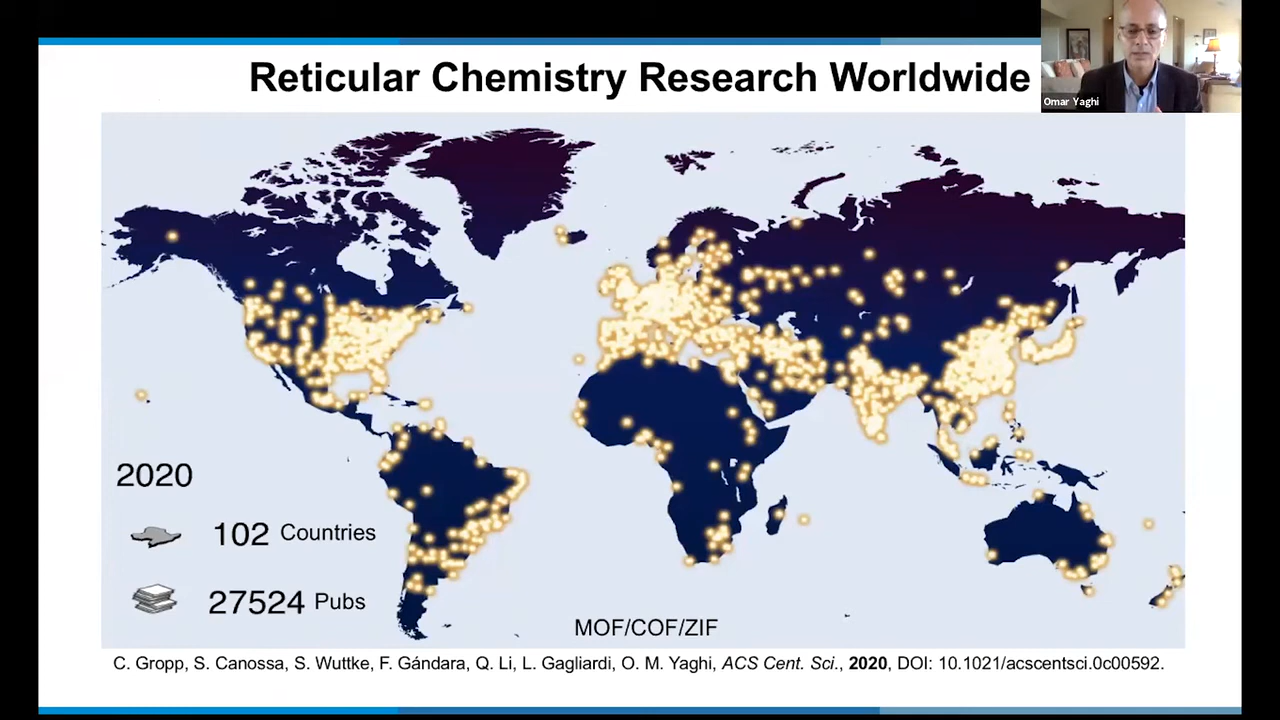 Reticular Chemistry Research Worldwide
Omar Yaghi
2020
102 Countries
27524 Pubs
MOF/COF/ZIF
C. Gropp, S. Canossa, S. Wuttke, F. Gándara, Q. Li, L. Gagliardi, O. M. Yaghi, ACS Cent. Sci., 2020, DOI: 10.1021/acscentsci.0c00592.